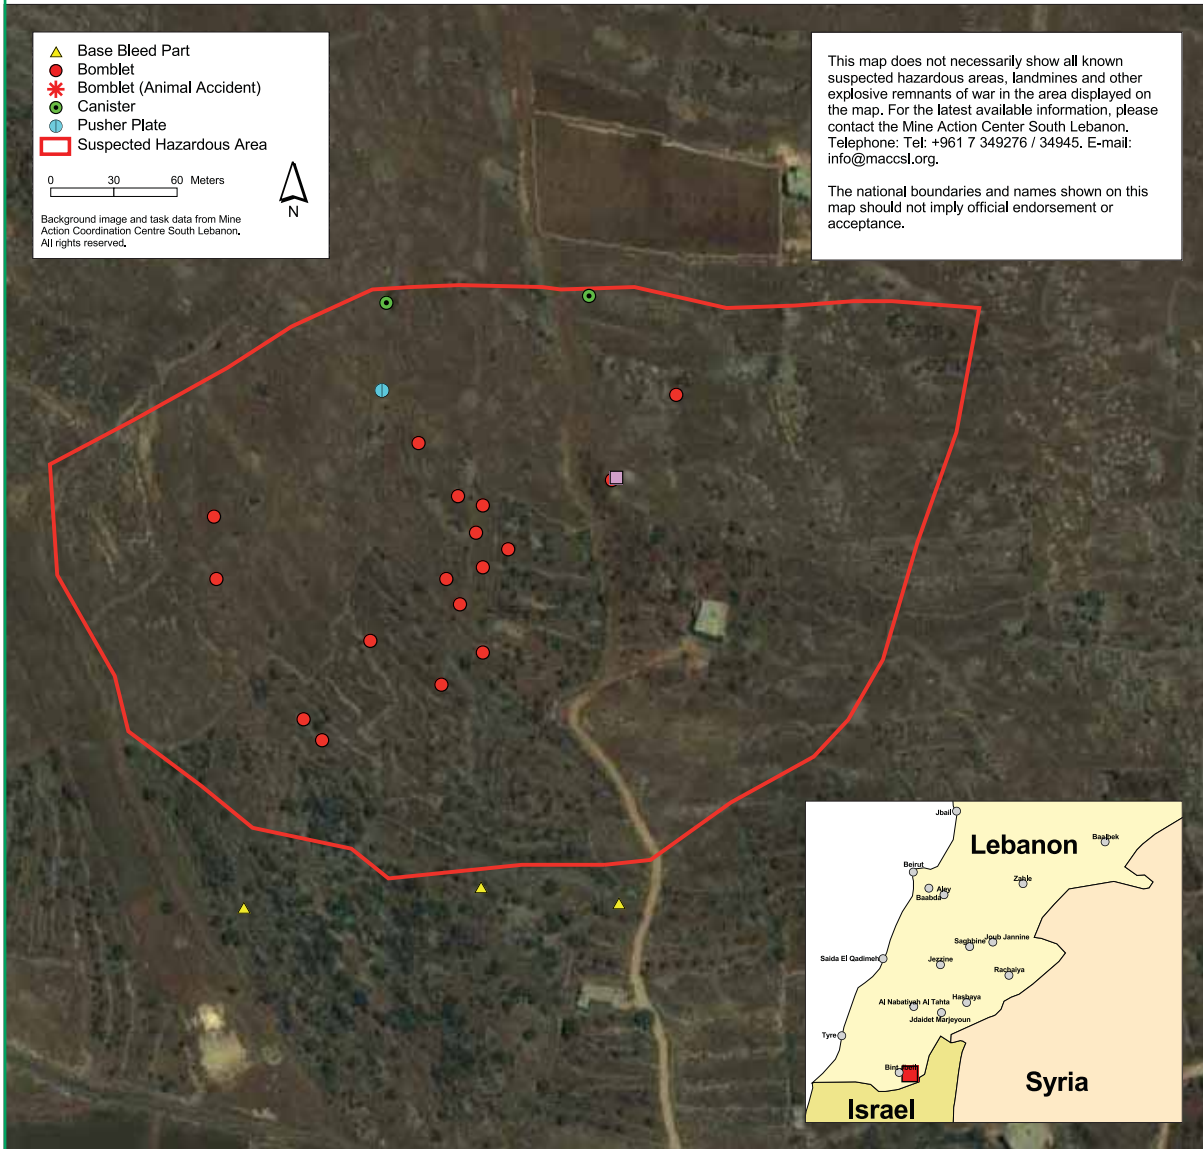 Base Bleed Part
Bomblet
Bomblet (Animal Accident)
Canister
Pusher Plate
Suspected Hazardous Area
0 30 60 Meters
N
Background image and task data from Mine
Action Coordination Centre South Lebanon.
All rights reserved.
This map does not necessarily show all known
suspected hazardous areas, landmines and other
explosive remnants of war in the area displayed on
the map. For the latest available information, please
contact the Mine Action Center South Lebanon.
Telephone: Tel: +961 7 349276 / 34945. E-mail:
info@maccsl.org.
The national boundaries and names shown on this
map should not imply official endorsement or
acceptance.
Jbail
Lebanon
Baalbek
Beirut
Zahle
Aley
Baabda
Saghbine
Joub Jannine
Saida El Qadimeh
Jezzine
Rachaiya
Al Nabatiyah Al Tahta
Hasbaya
Jdaidet Marjeyoun
Tyre
Bint
Syria
Israel